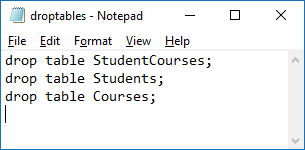 droptables - Notepad
File Edit Format View Help
drop table StudentCourses;
drop table Students;
drop table Courses;